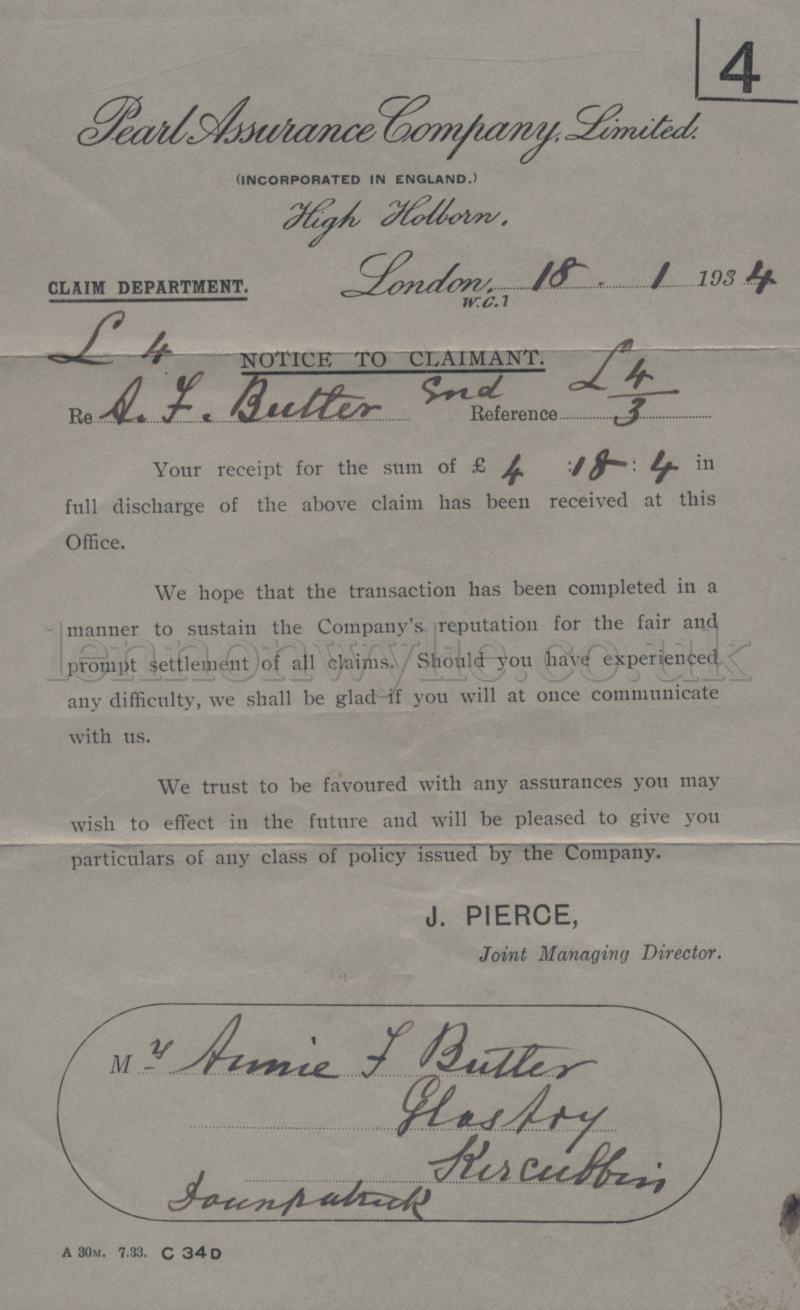 4
Pearl Assurance Company, Limited.
(INCORPORATED IN ENGLAND.)
High Holborn,
CLAIM DEPARTMENT.
London, 18 . 1 1934
W.C.1
£ 4
NOTICE TO CLAIMANT.
Re A. F. Butter End Reference £4/3
Your receipt for the sum of £ 4 : 18 : 4 in
full discharge of the above claim has been received at this
Office.
We hope that the transaction has been completed in a
manner to sustain the Company's reputation for the fair and
prompt settlement of all claims. Should you have experienced
any difficulty, we shall be glad if you will at once communicate
with us.
We trust to be favoured with any assurances you may
wish to effect in the future and will be pleased to give you
particulars of any class of policy issued by the Company.
J. PIERCE,
Joint Managing Director.
M Annie F Butter
Glastry
Kircubbin
Downpatrick
A 30M. 7.33. C 34D
lennonwylie.co.uk